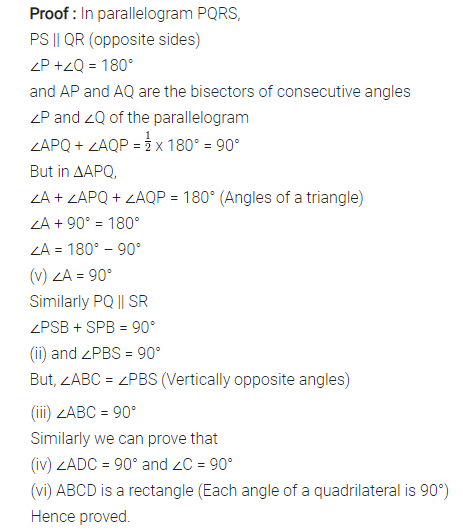 Proof : In parallelogram PQRS,
PS || QR (opposite sides)
∠P +∠Q = 180°
and AP and AQ are the bisectors of consecutive angles
∠P and ∠Q of the parallelogram
∠APQ + ∠AQP = 1/2 x 180° = 90°
But in ΔAPQ,
∠A + ∠APQ + ∠AQP = 180° (Angles of a triangle)
∠A + 90° = 180°
∠A = 180° – 90°
(v) ∠A = 90°
Similarly PQ || SR
∠PSB + SPB = 90°
(ii) and ∠PBS = 90°
But, ∠ABC = ∠PBS (Vertically opposite angles)
(iii) ∠ABC = 90°
Similarly we can prove that
(iv) ∠ADC = 90° and ∠C = 90°
(vi) ABCD is a rectangle (Each angle of a quadrilateral is 90°)
Hence proved.